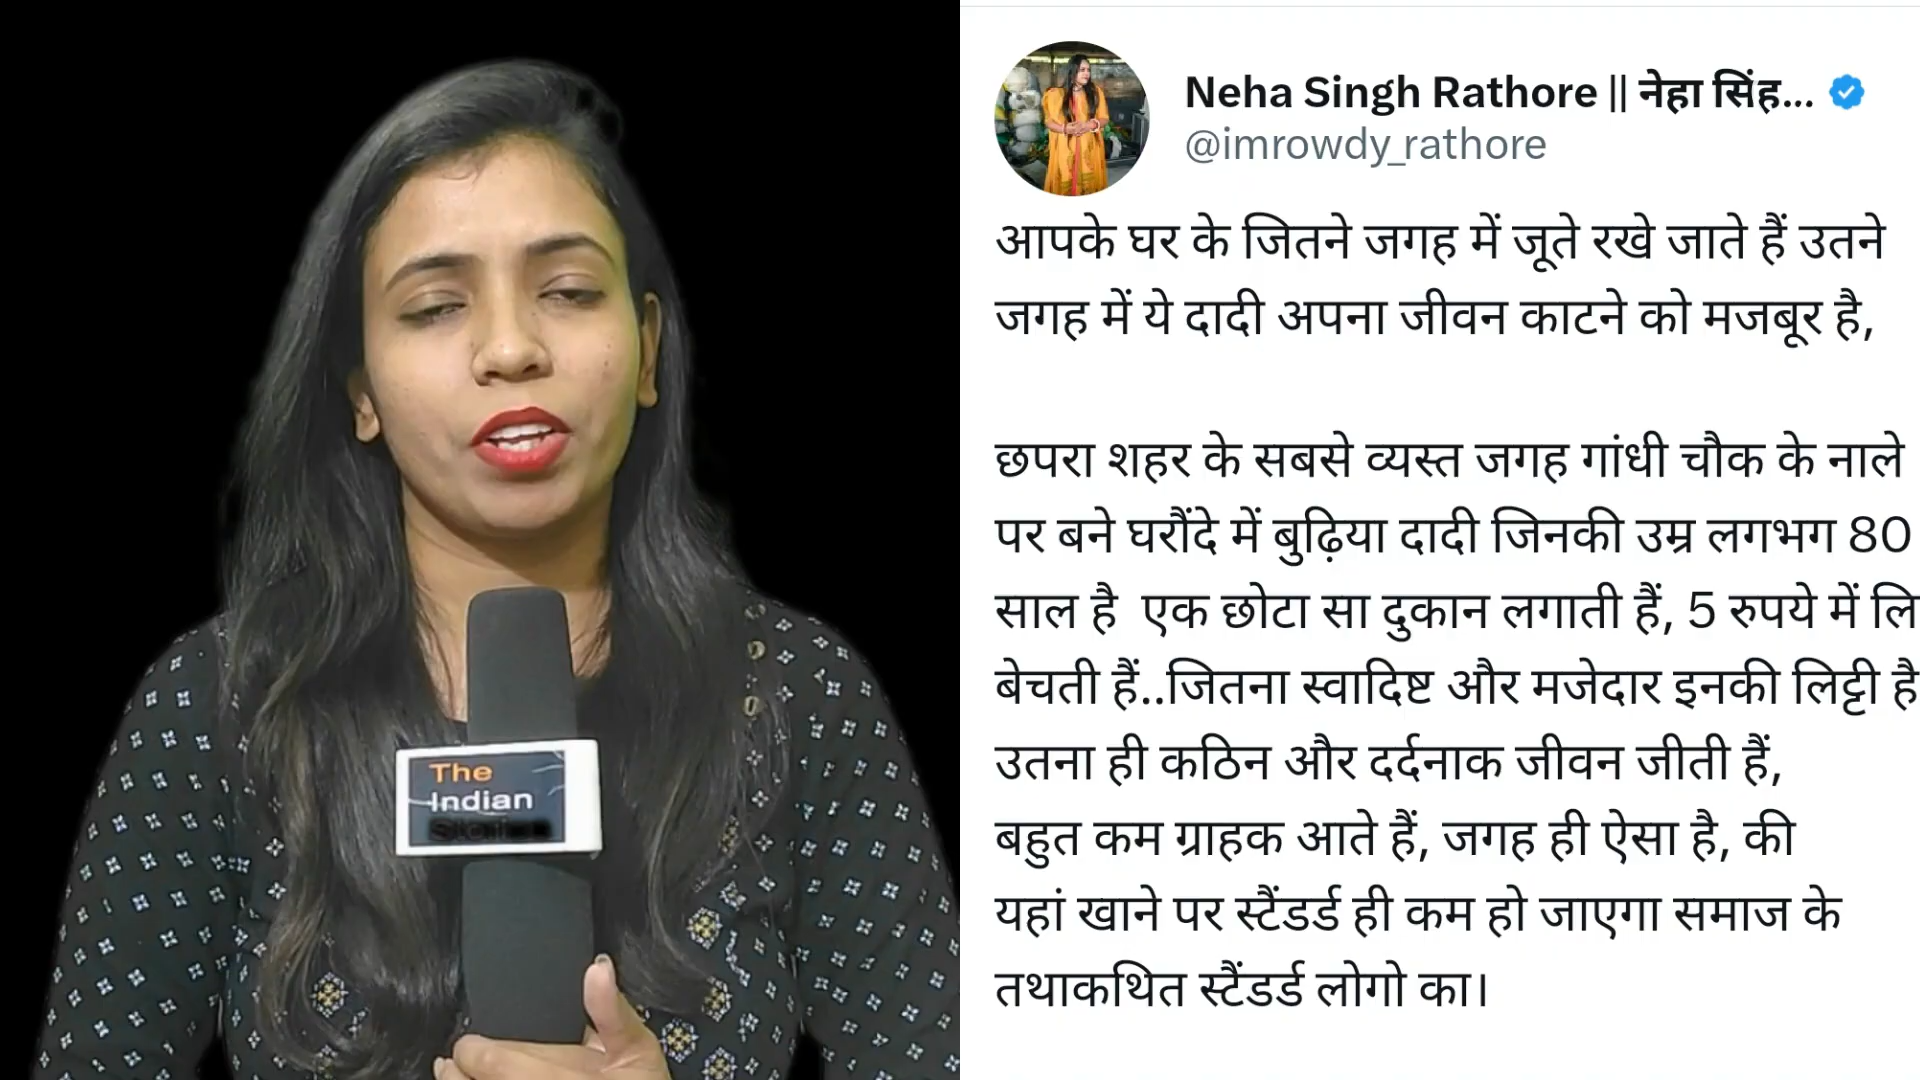 The
Indian
Neha Singh Rathore || नेहा सिंह...
@imrowdy_rathore
आपके घर के जितने जगह में जूते रखे जाते हैं उतने
जगह में ये दादी अपना जीवन काटने को मजबूर है,
छपरा शहर के सबसे व्यस्त जगह गांधी चौक के नाले
पर बने घरौंदे में बुढ़िया दादी जिनकी उम्र लगभग 80
साल है एक छोटा सा दुकान लगाती हैं, 5 रुपये में लि
बेचती हैं..जितना स्वादिष्ट और मजेदार इनकी लिट्टी है
उतना ही कठिन और दर्दनाक जीवन जीती हैं,
बहुत कम ग्राहक आते हैं, जगह ही ऐसा है, की
यहां खाने पर स्टैंडर्ड ही कम हो जाएगा समाज के
तथाकथित स्टैंडर्ड लोगो का।